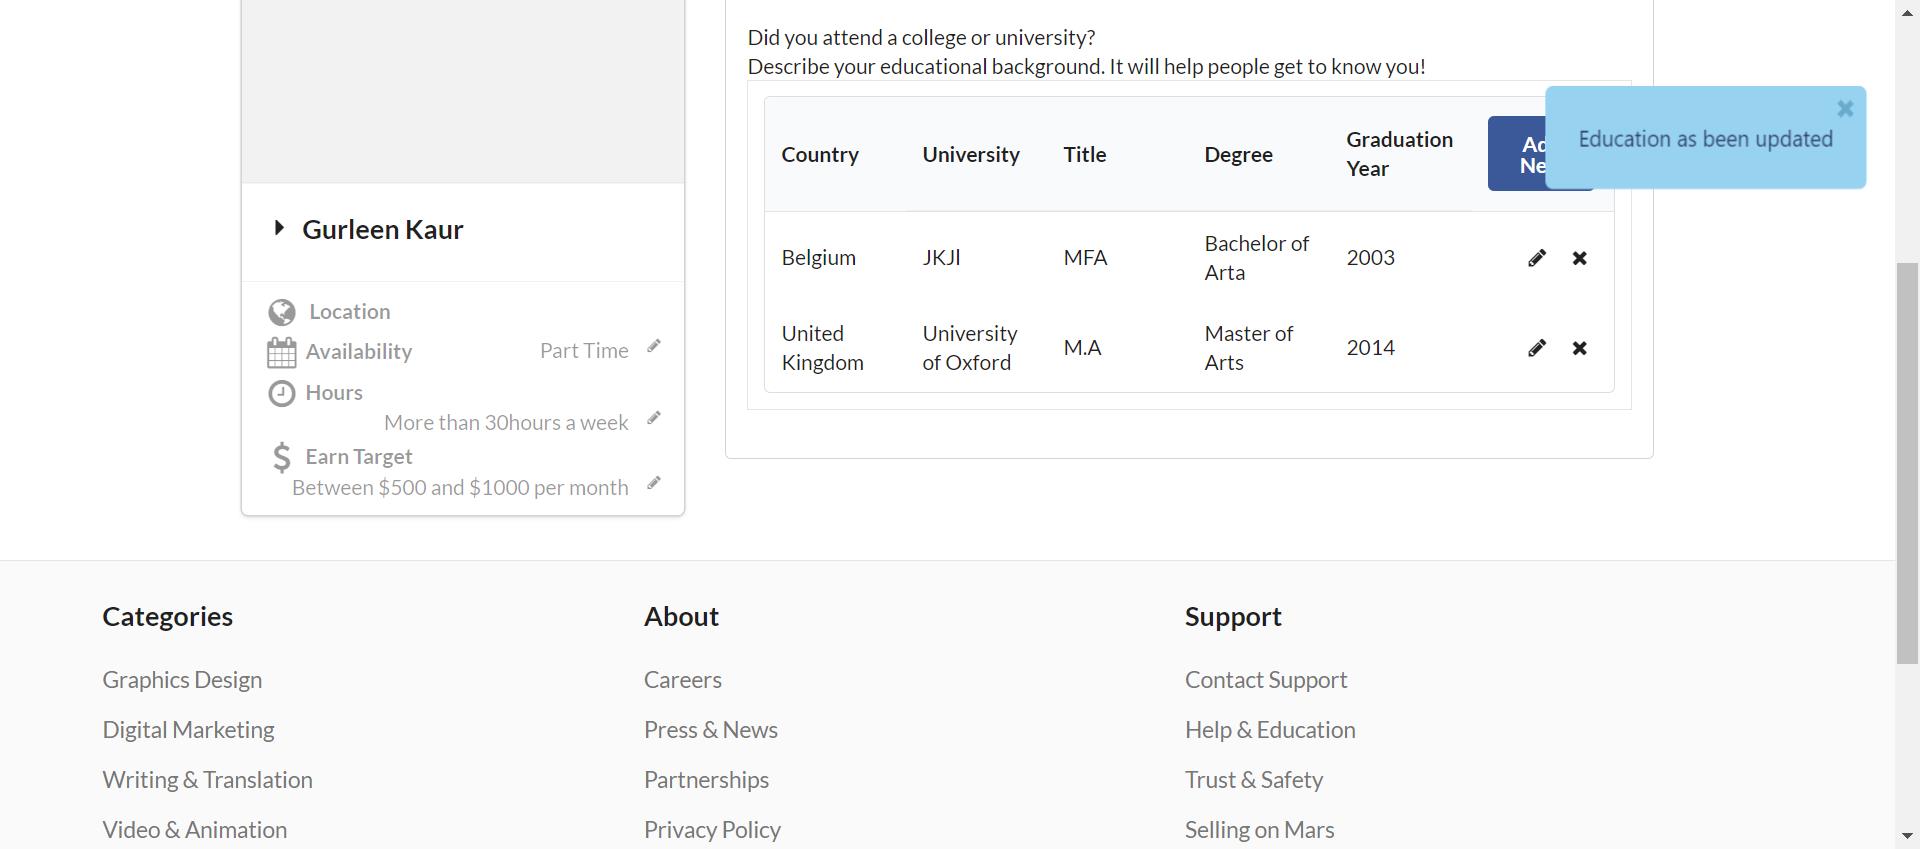 Did you attend a college or university?
Describe your educational background. It will help people get to know you!
Education as been updated
Country University Title Degree Graduation Year
Belgium JKJl MFA Bachelor of Arta 2003
United Kingdom University of Oxford M.A Master of Arts 2014
Gurleen Kaur
Location
Availability Part Time
Hours
More than 30hours a week
Earn Target
Between $500 and $1000 per month
Categories
Graphics Design
Digital Marketing
Writing & Translation
Video & Animation
About
Careers
Press & News
Partnerships
Privacy Policy
Support
Contact Support
Help & Education
Trust & Safety
Selling on Mars